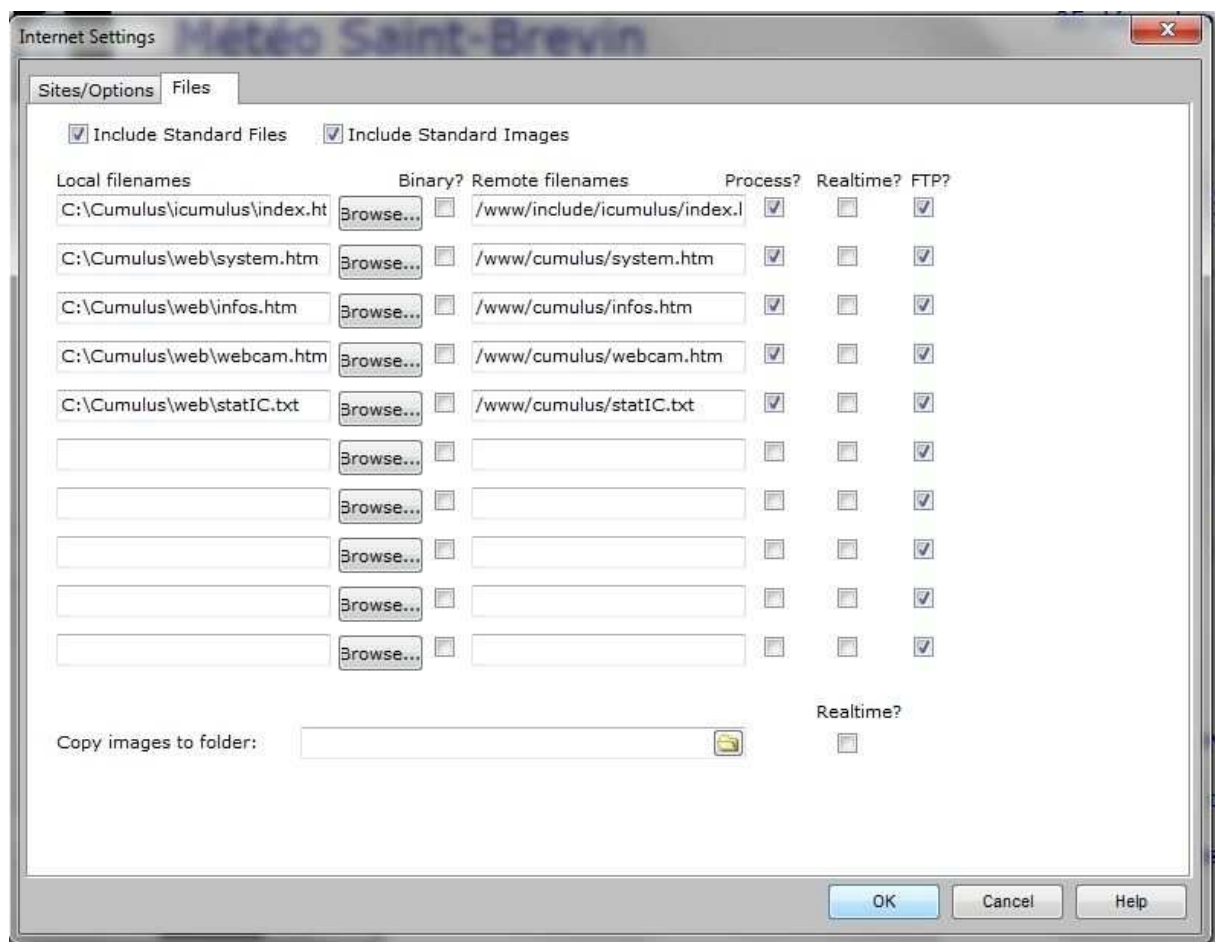 Internet Settings
Météo Saint-Brevin
Sites/Options Files
Include Standard Files Include Standard Images
Local filenames Binary? Remote filenames Process? Realtime? FTP?
C:\Cumulus\icumulus\index.ht Browse... /www/include/icumulus/index.l
C:\Cumulus\web\system.htm Browse... /www/cumulus/system.htm
C:\Cumulus\web\infos.htm Browse... /www/cumulus/infos.htm
C:\Cumulus\web\webcam.htm Browse... /www/cumulus/webcam.htm
C:\Cumulus\web\statIC.txt Browse... /www/cumulus/statIC.txt
Browse...
Browse...
Browse...
Browse...
Browse...
Realtime?
Copy images to folder:
OK Cancel Help